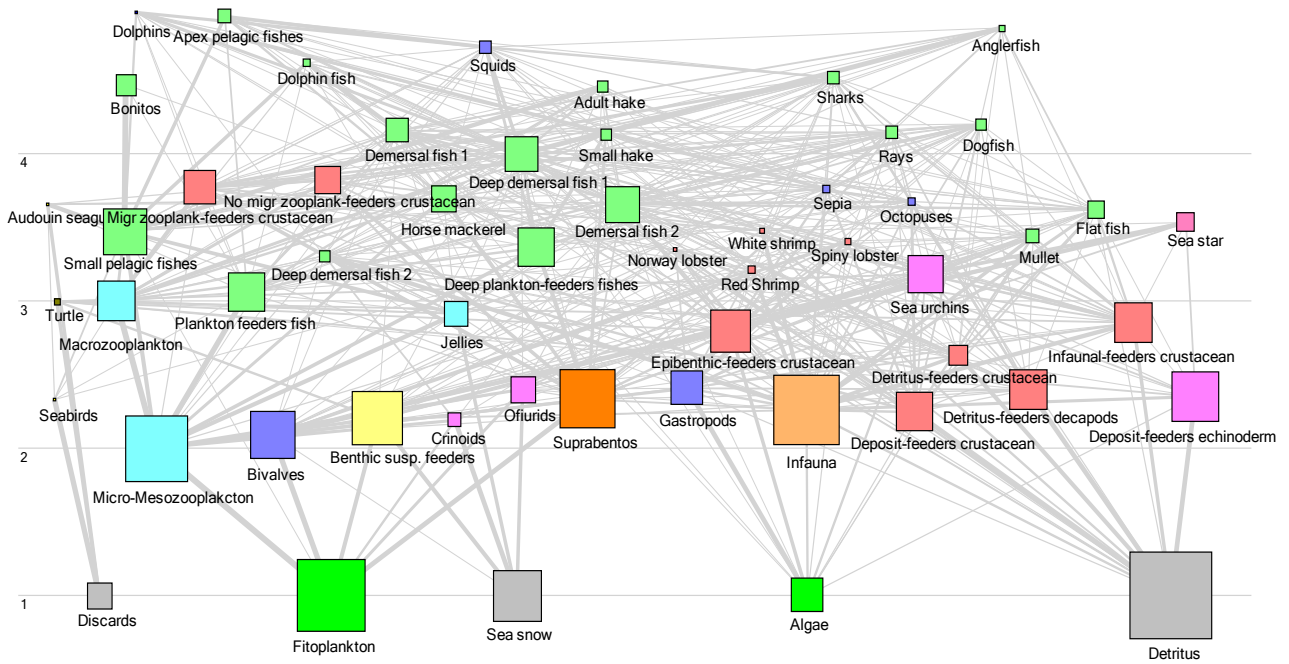 Dolphins
Apex pelagic fishes
Anglerfish
Squids
Dolphin fish
Bonitos
Adult hake
Sharks
4
Demersal fish 1
Small hake
Rays
Dogfish
Deep demersal fish 1
No migr zooplank-feeders crustacean
Sepia
Octopuses
Audouin seagu
Migr zooplank-feeders crustacean
Horse mackerel
Demersal fish 2
Flat fish
Sea star
White shrimp
Spiny lobster
Mullet
Small pelagic fishes
Deep demersal fish 2
Norway lobster
Deep plankton-feeders fishes
Red Shrimp
Sea urchins
3
Turtle
Plankton feeders fish
Macrozooplankton
Jellies
Epibenthic-feeders crustacean
Infaunal-feeders crustacean
Detritus-feeders crustacean
Seabirds
Ofiurids
Gastropods
Detritus-feeders decapods
Crinoids
Suprabentos
Deposit-feeders crustacean
Deposit-feeders echinoderm
2
Benthic susp. feeders
Infauna
Bivalves
Micro-Mesozooplakcton
1
Discards
Fitoplankton
Sea snow
Algae
Detritus